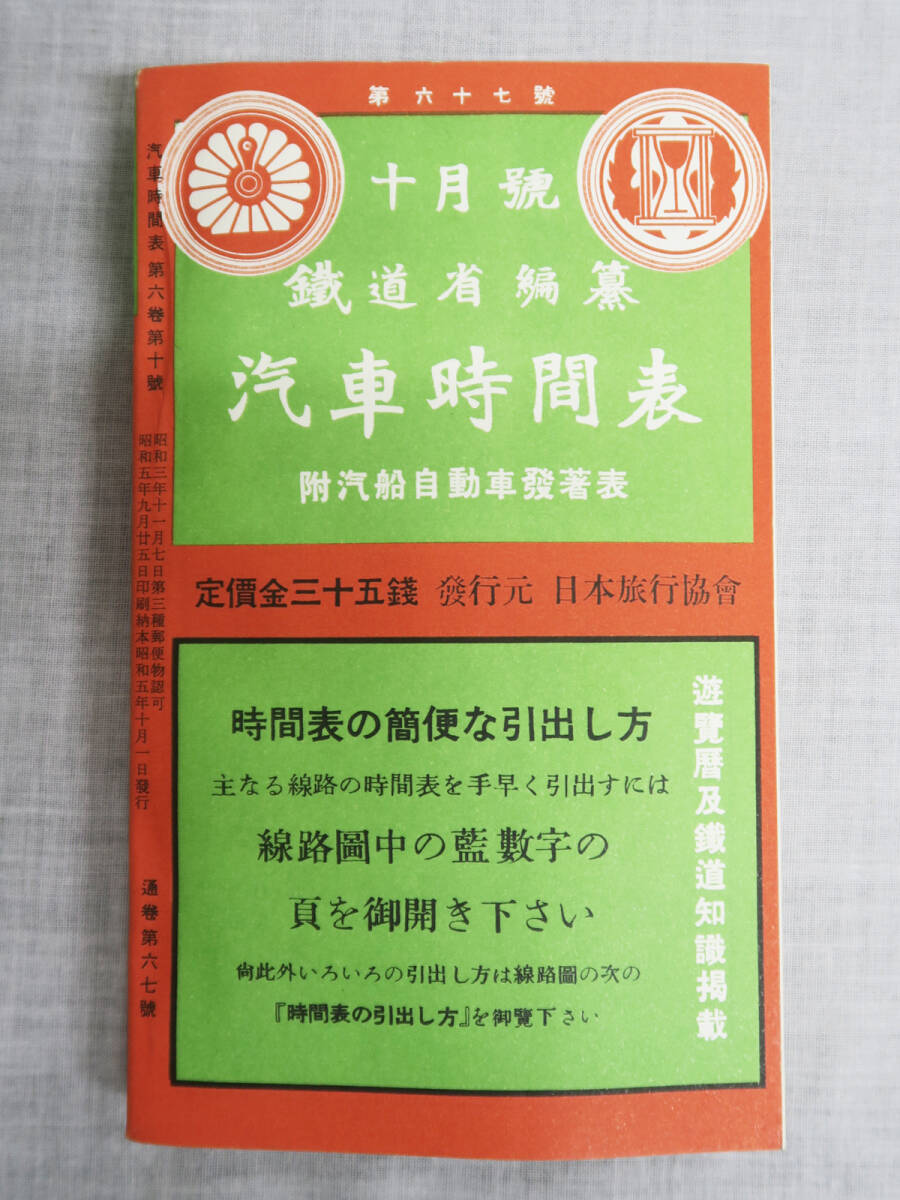 第六十七號
十月號
鐵道省編纂
汽車時間表
附汽船自動車發著表
定價金三十五錢 發行元 日本旅行協會
時間表の簡便な引出し方
主なる線路の時間表を手早く引出すには
線路圖中の藍數字の
頁を御開き下さい
尙此外いろいろの引出し方は線路圖の次の
『時間表の引出し方』を御覽下さい
遊覽暦及鐵道知識揭載
汽車時間表 第六卷第十號
昭和三年十一月七日第三種郵便物認可
昭和五年九月廿五日印刷納本昭和五年十月一日發行
通卷第六七號